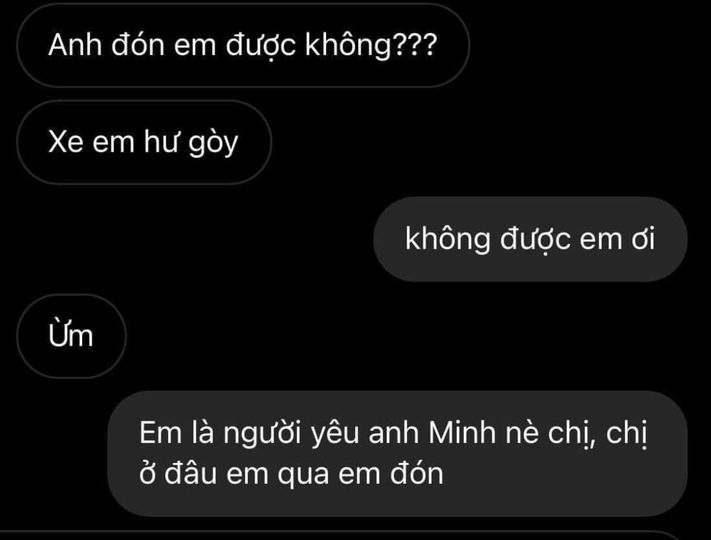 Anh đón em được không???
Xe em hư gòy
không được em ơi
Ừm
Em là người yêu anh Minh nè chị, chị
ở đâu em qua em đón